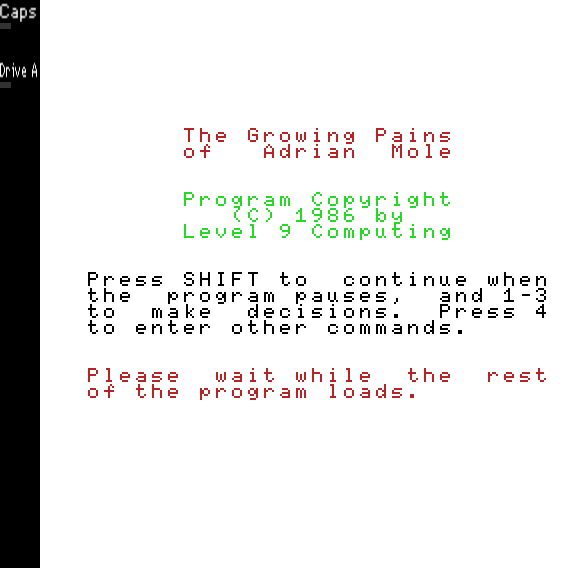 Caps
Drive A
The Growing Pains
of Adrian Mole
Program Copyright
(C) 1986 by
Level 9 Computing
Press SHIFT to continue when
the program pauses, and 1-3
to make decisions. Press 4
to enter other commands.
Please wait while the rest
of the program loads.